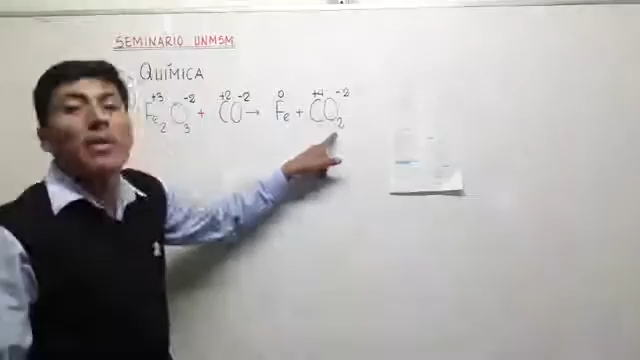 SEMINARIO UNMSM
QUÍMICA
+3 -2 +2 -2 0 +4 -2
Fe2O3 + CO → Fe + CO2